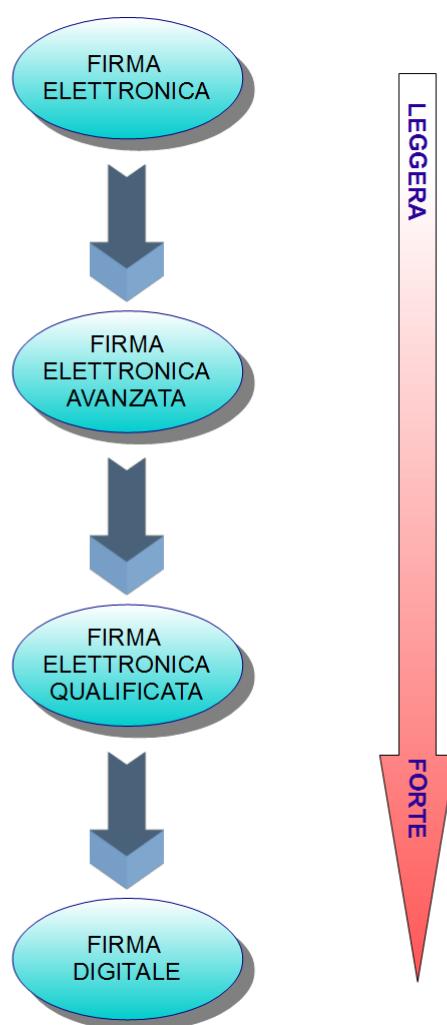 FIRMA
ELETTRONICA
LEGGERA
FIRMA
ELETTRONICA
AVANZATA
FIRMA
ELETTRONICA
QUALIFICATA
FORTE
FIRMA
DIGITALE